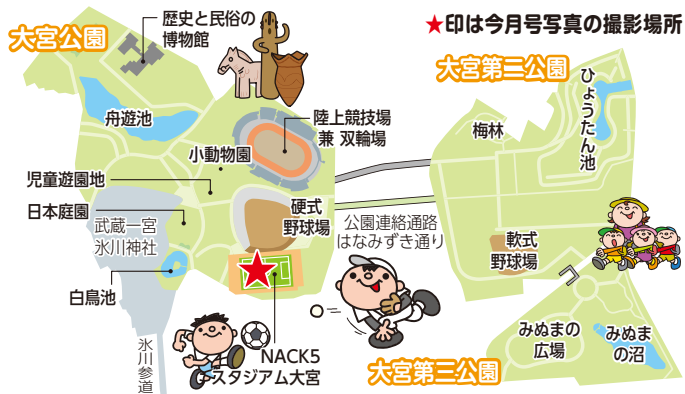 ★印は今月号写真の撮影場所
大宮公園
歴史と民俗の
博物館
舟遊池
陸上競技場
兼 双輪場
小動物園
児童遊園地
日本庭園
武蔵一宮
氷川神社
硬式
野球場
白鳥池
氷川参道
NACK5
スタジアム大宮
公園連絡通路
はなみずき通り
大宮第二公園
ひょうたん池
梅林
軟式
野球場
みぬまの
広場
みぬま
の沼
大宮第三公園